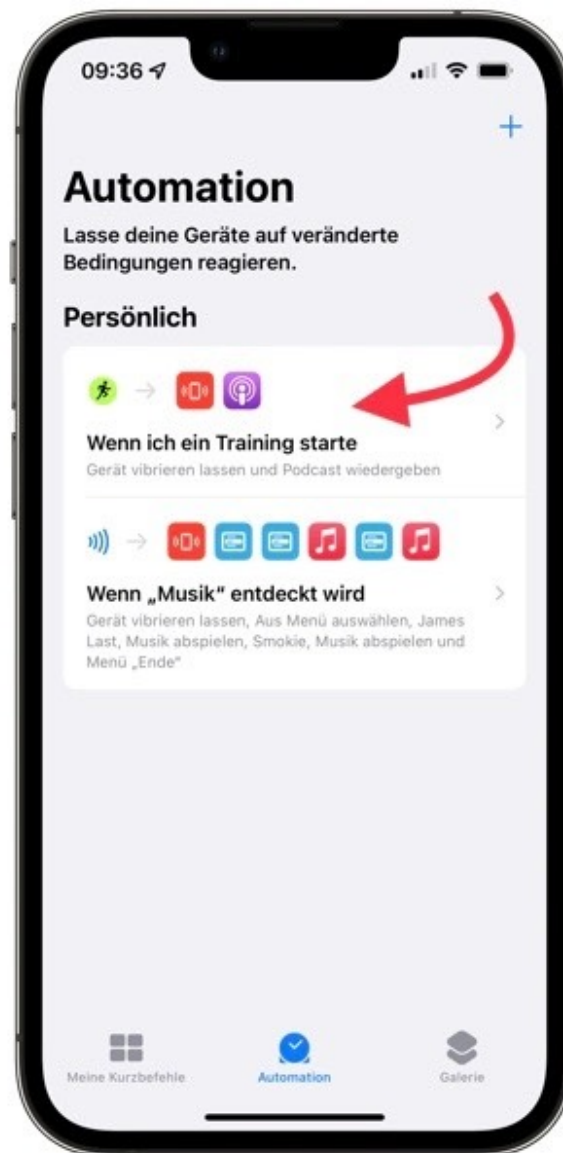 09:36
Automation
Lasse deine Geräte auf veränderte
Bedingungen reagieren.
Persönlich
Wenn ich ein Training starte
Gerät vibrieren lassen und Podcast wiedergeben
Wenn „Musik“ entdeckt wird
Gerät vibrieren lassen, Aus Menü auswählen, James
Last, Musik abspielen, Smokie, Musik abspielen und
Menü „Ende“
Meine Kurzbefehle
Automation
Galerie